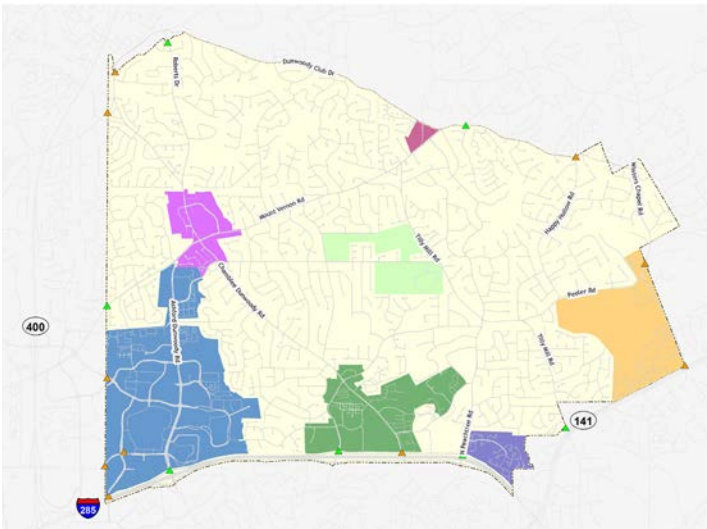 Roberts Dr
Dunwoody Club Dr
Winters Chapel Rd
Happy Hollow Rd
Mount Vernon Rd
Tilly Mill Rd
Chamblee Dunwoody Rd
Peeler Rd
Ashford Dunwoody Rd
400
Tilly Mill Rd
N Peachtree Rd
141
285